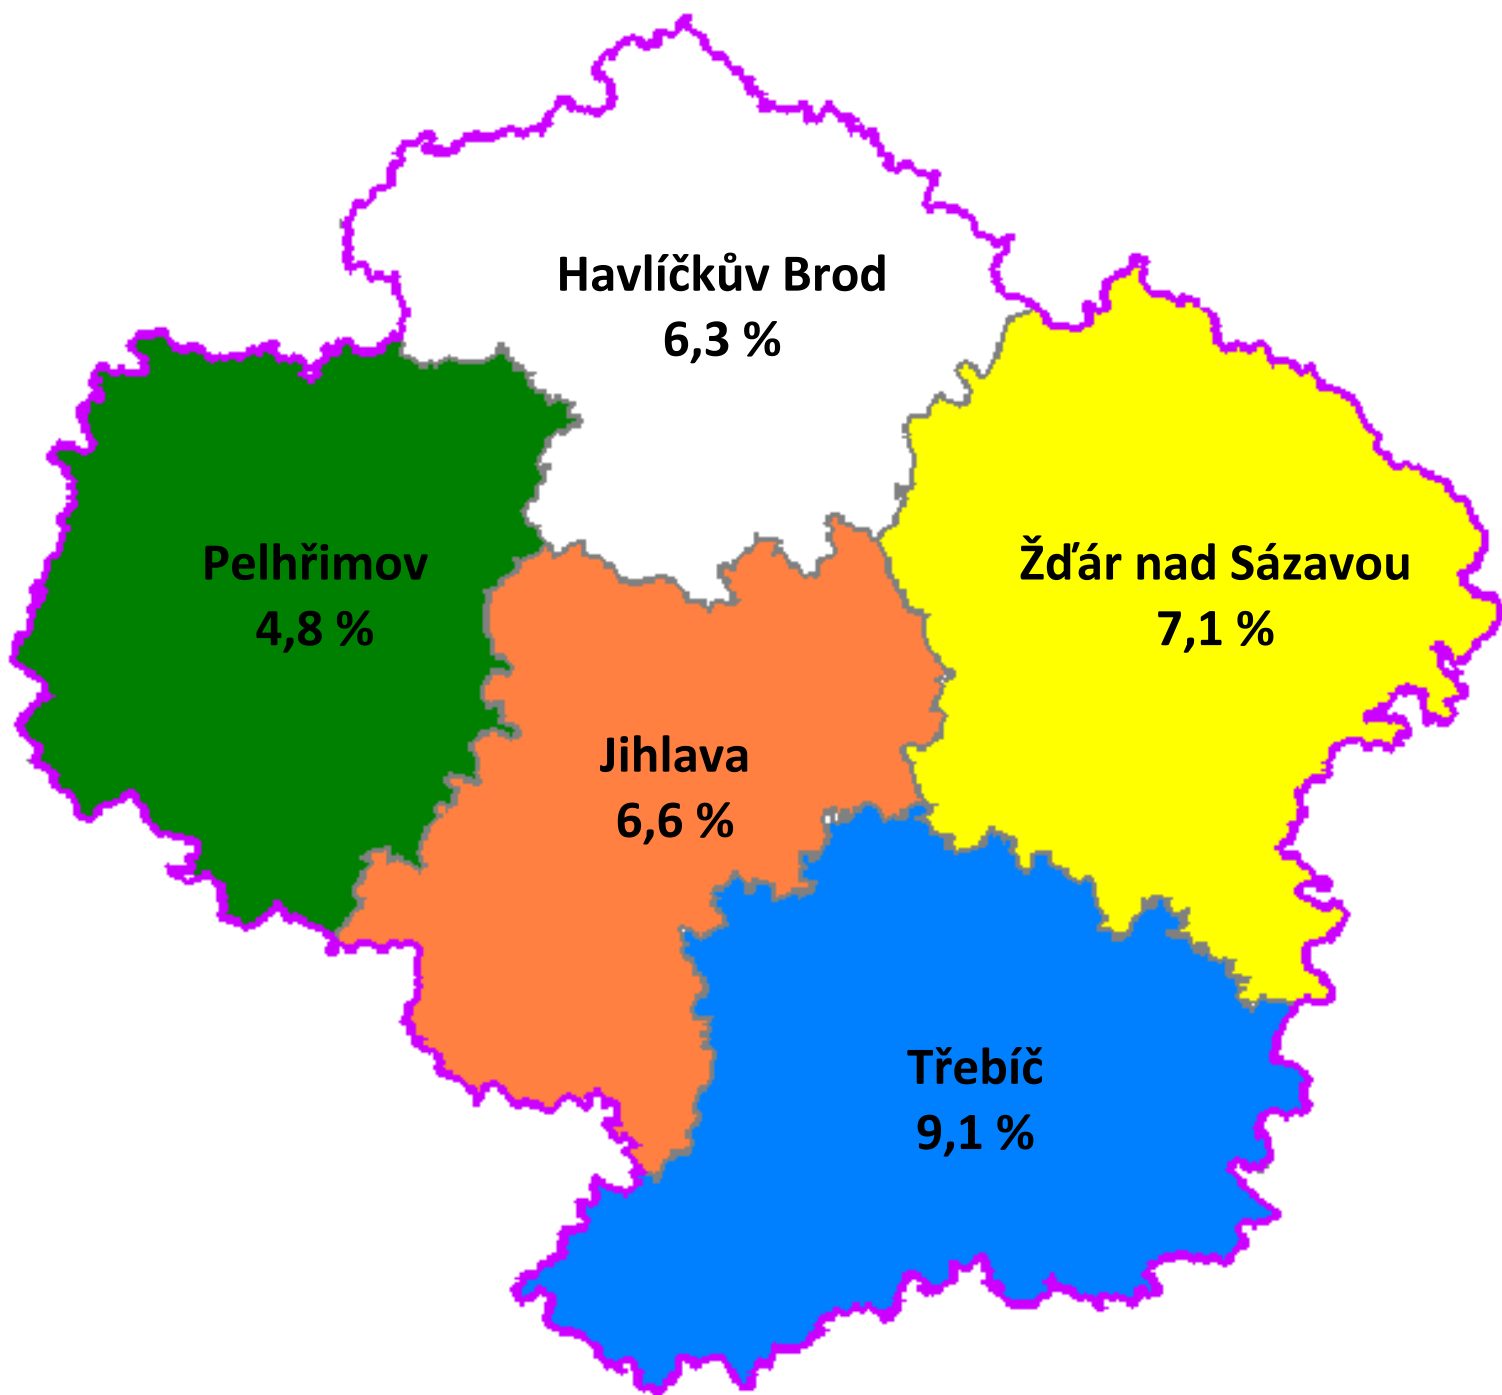 Havlíčkův Brod
6,3 %
Pelhřimov
4,8 %
Žďár nad Sázavou
7,1 %
Jihlava
6,6 %
Třebíč
9,1 %